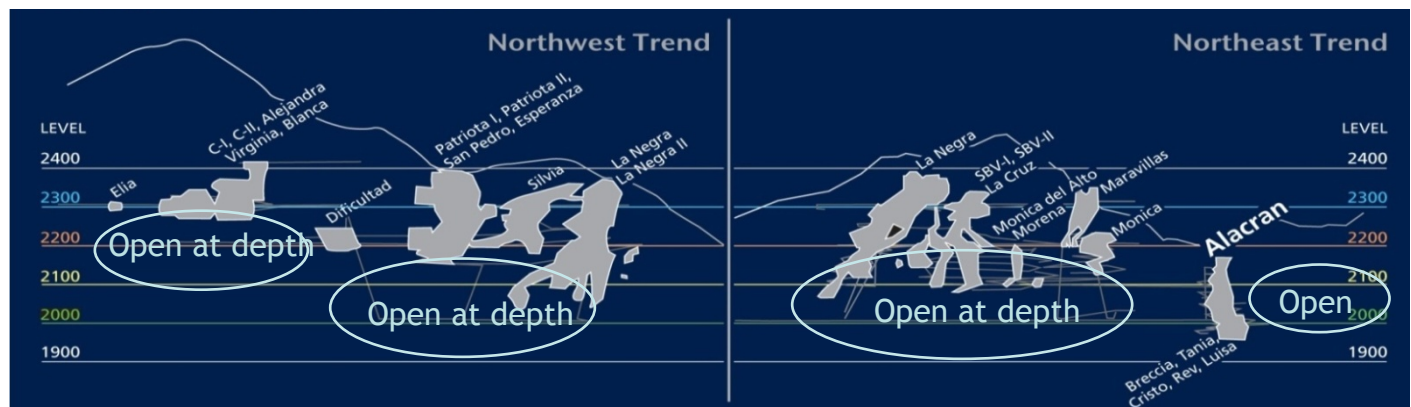 Northwest Trend
LEVEL
2400
2300
2200
2100
2000
1900
Elia
C-I, C-II, Alejandra
Virginia, Blanca
Dificultad
Patriota I, Patriota II,
San Pedro, Esperanza
Silvia
La Negra
La Negra II
Open at depth
Open at depth
Northeast Trend
LEVEL
2400
2300
2200
2100
2000
1900
La Negra
SBV-I, SBV-II
La Cruz
Monica del Alto
Morena
Maravillas
Monica
Alacran
Breccia, Tania,
Cristo, Rev, Luisa
Open at depth
Open